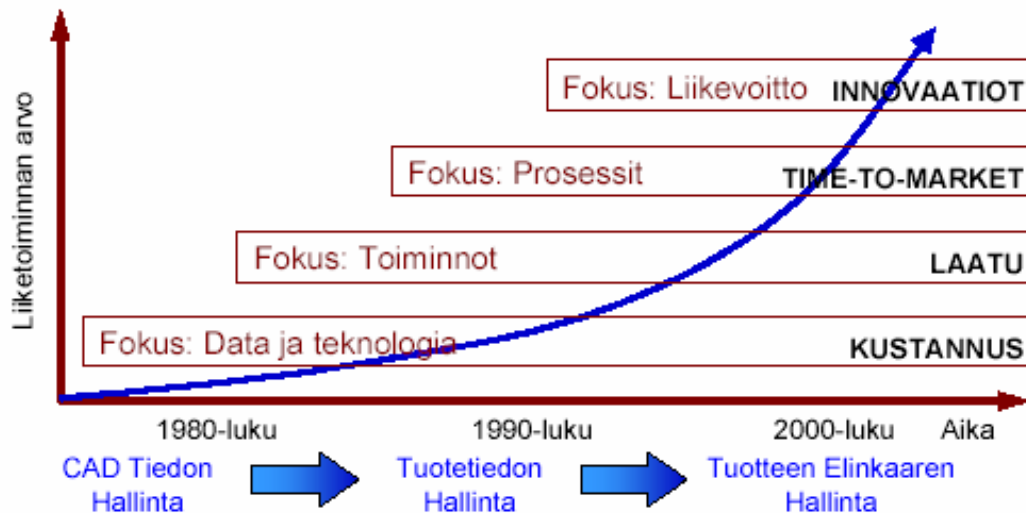 Liiketoiminnan arvo
Fokus: Liikevoitto INNOVAATIOT
Fokus: Prosessit TIME-TO-MARKET
Fokus: Toiminnot LAATU
Fokus: Data ja teknologia KUSTANNUS
1980-luku 1990-luku 2000-luku Aika
CAD Tiedon Tuotetiedon Tuotteen Elinkaaren
Hallinta Hallinta Hallinta